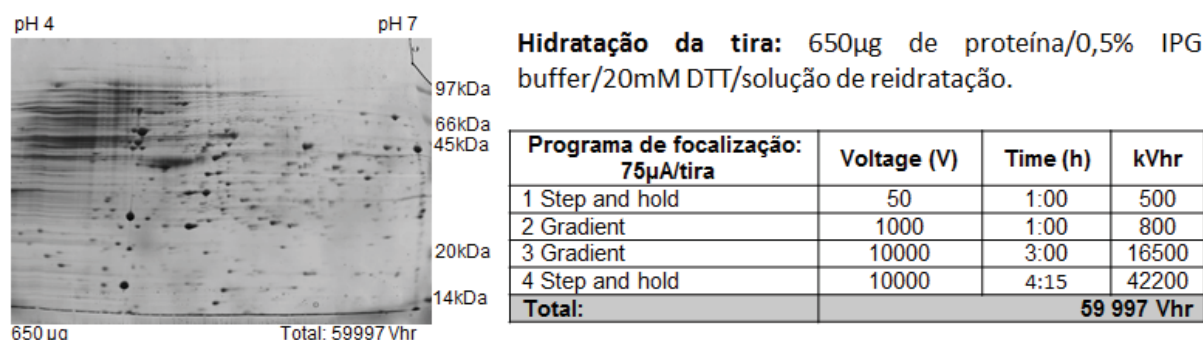 pH 4 pH 7
97kDa
66kDa
45kDa
20kDa
14kDa
650 µg Total: 59997 Vhr
Hidratação da tira: 650µg de proteína/0,5% IPG
buffer/20mM DTT/solução de reidratação.
Programa de focalização: 75µA/tira Voltage (V) Time (h) kVhr
1 Step and hold 50 1:00 500
2 Gradient 1000 1:00 800
3 Gradient 10000 3:00 16500
4 Step and hold 10000 4:15 42200
Total: 59 997 Vhr